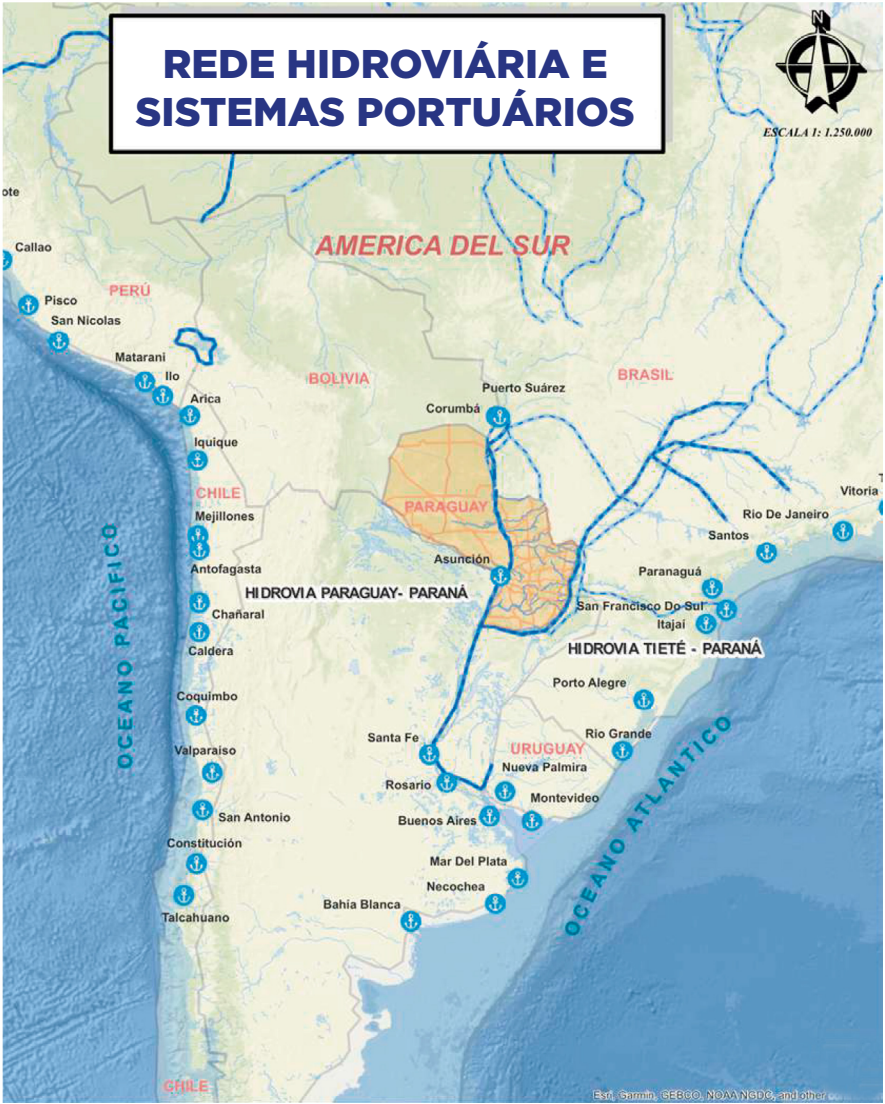 REDE HIDROVIÁRIA E
SISTEMAS PORTUÁRIOS
N
ESCALA 1: 1.250.000
ote
Callao
AMERICA DEL SUR
PERÚ
Pisco
San Nicolas
Matarani
Ilo
Arica
BOLIVIA
BRASIL
Puerto Suárez
Corumbá
Iquique
CHILE
PARAGUAY
Vitoria
T
Mejillones
Rio De Janeiro
Santos
Asunción
Antofagasta
Paranaguá
HIDROVIA PARAGUAY- PARANÁ
San Francisco Do Sul
Chañaral
Itajaí
Caldera
HIDROVIA TIETÉ - PARANÁ
OCEANO PACIFICO
Porto Alegre
Coquimbo
Santa Fe
Rio Grande
Valparaiso
URUGUAY
Nueva Palmira
Rosario
Montevideo
San Antonio
Buenos Aires
OCEANO ATLANTICO
Constitución
Mar Del Plata
Necochea
Bahia Blanca
Talcahuano
CHILE
Esri, Garmin, GEBCO, NOAA NGDC, and other